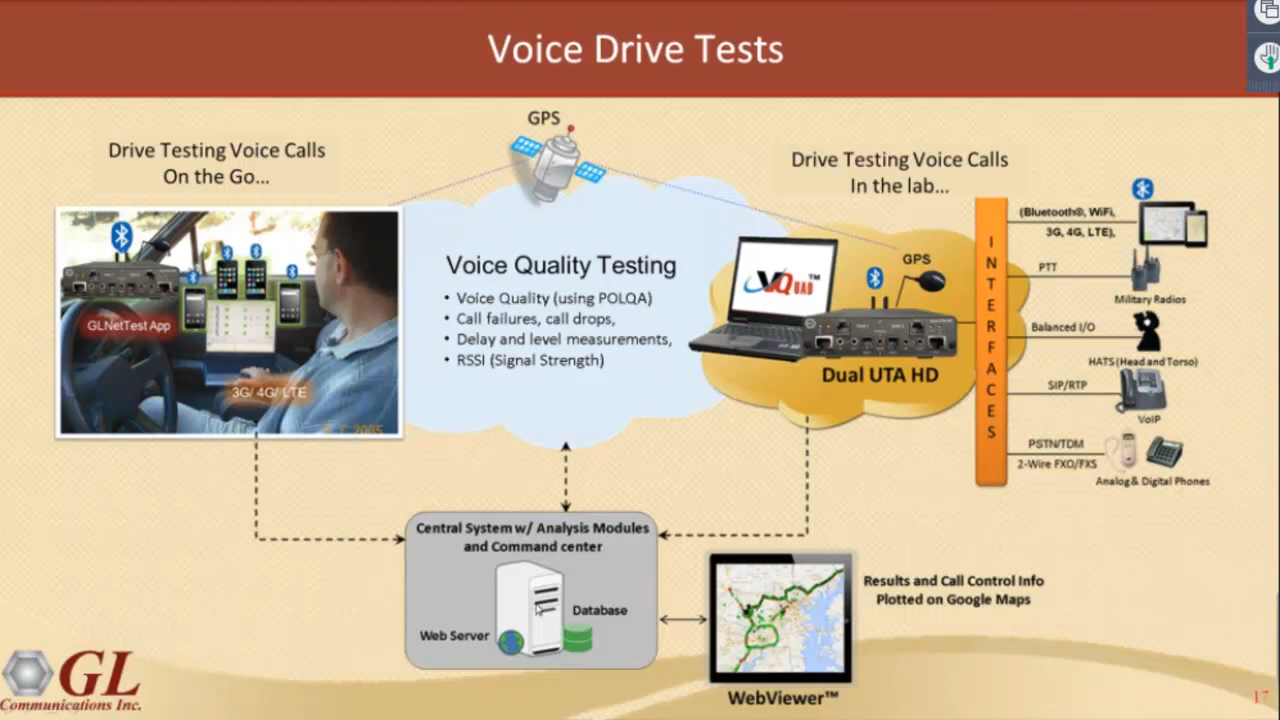 Voice Drive Tests
GPS
Drive Testing Voice Calls
On the Go...
Drive Testing Voice Calls
In the lab...
GLNetTest App
3G/ 4G/ LTE
Voice Quality Testing
• Voice Quality (using POLQA)
• Call failures, call drops,
• Delay and level measurements,
• RSSI (Signal Strength)
VQUAD™
GPS
Dual UTA HD
INTERFACES
(Bluetooth®, WiFi,
3G, 4G, LTE),
PTT
Military Radios
Balanced I/O
HATS (Head and Torso)
SIP/RTP
VoIP
PSTN/TDM
2-Wire FXO/FXS
Analog & Digital Phones
Central System w/ Analysis Modules
and Command center
Database
Web Server
Results and Call Control Info
Plotted on Google Maps
WebViewer™
GL
Communications Inc.
17